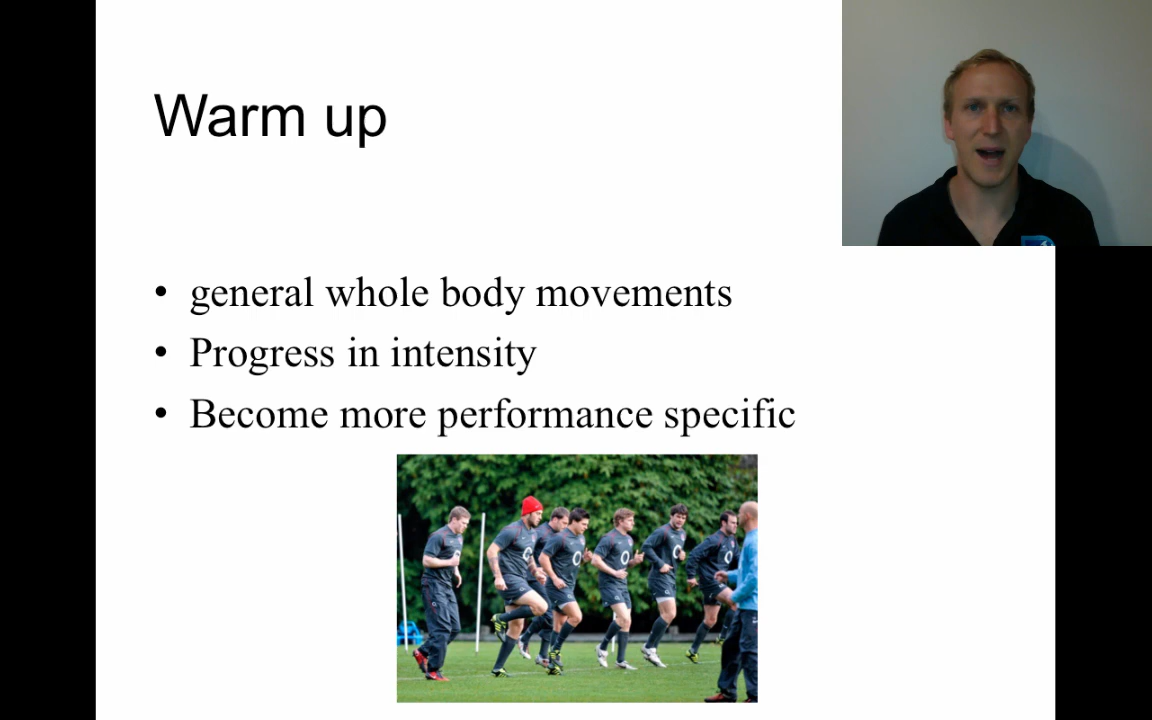 Warm up
• general whole body movements
• Progress in intensity
• Become more performance specific